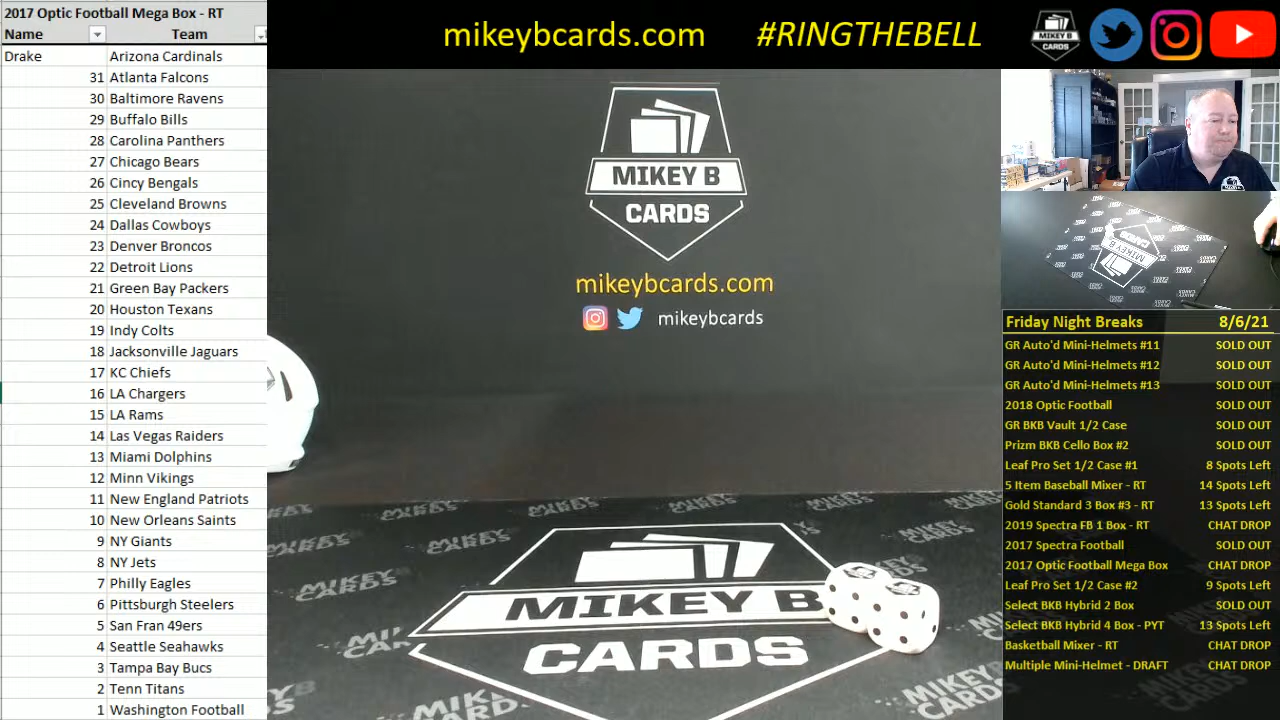 2017 Optic Football Mega Box - RT
Name Team
Drake Arizona Cardinals
31 Atlanta Falcons
30 Baltimore Ravens
29 Buffalo Bills
28 Carolina Panthers
27 Chicago Bears
26 Cincy Bengals
25 Cleveland Browns
24 Dallas Cowboys
23 Denver Broncos
22 Detroit Lions
21 Green Bay Packers
20 Houston Texans
19 Indy Colts
18 Jacksonville Jaguars
17 KC Chiefs
16 LA Chargers
15 LA Rams
14 Las Vegas Raiders
13 Miami Dolphins
12 Minn Vikings
11 New England Patriots
10 New Orleans Saints
9 NY Giants
8 NY Jets
7 Philly Eagles
6 Pittsburgh Steelers
5 San Fran 49ers
4 Seattle Seahawks
3 Tampa Bay Bucs
2 Tenn Titans
1 Washington Football
mikeybcards.com #RINGTHEBELL
MIKEY B
CARDS
MIKEY B
CARDS
mikeybcards.com
mikeybcards
MIKEY B
CARDS
Friday Night Breaks 8/6/21
GR Auto'd Mini-Helmets #11 SOLD OUT
GR Auto'd Mini-Helmets #12 SOLD OUT
GR Auto'd Mini-Helmets #13 SOLD OUT
2018 Optic Football SOLD OUT
GR BKB Vault 1/2 Case SOLD OUT
Prizm BKB Cello Box #2 SOLD OUT
Leaf Pro Set 1/2 Case #1 8 Spots Left
5 Item Baseball Mixer - RT 14 Spots Left
Gold Standard 3 Box #3 - RT 13 Spots Left
2019 Spectra FB 1 Box - RT CHAT DROP
2017 Spectra Football SOLD OUT
2017 Optic Football Mega Box CHAT DROP
Leaf Pro Set 1/2 Case #2 9 Spots Left
Select BKB Hybrid 2 Box SOLD OUT
Select BKB Hybrid 4 Box - PYT 13 Spots Left
Basketball Mixer - RT CHAT DROP
Multiple Mini-Helmet - DRAFT CHAT DROP